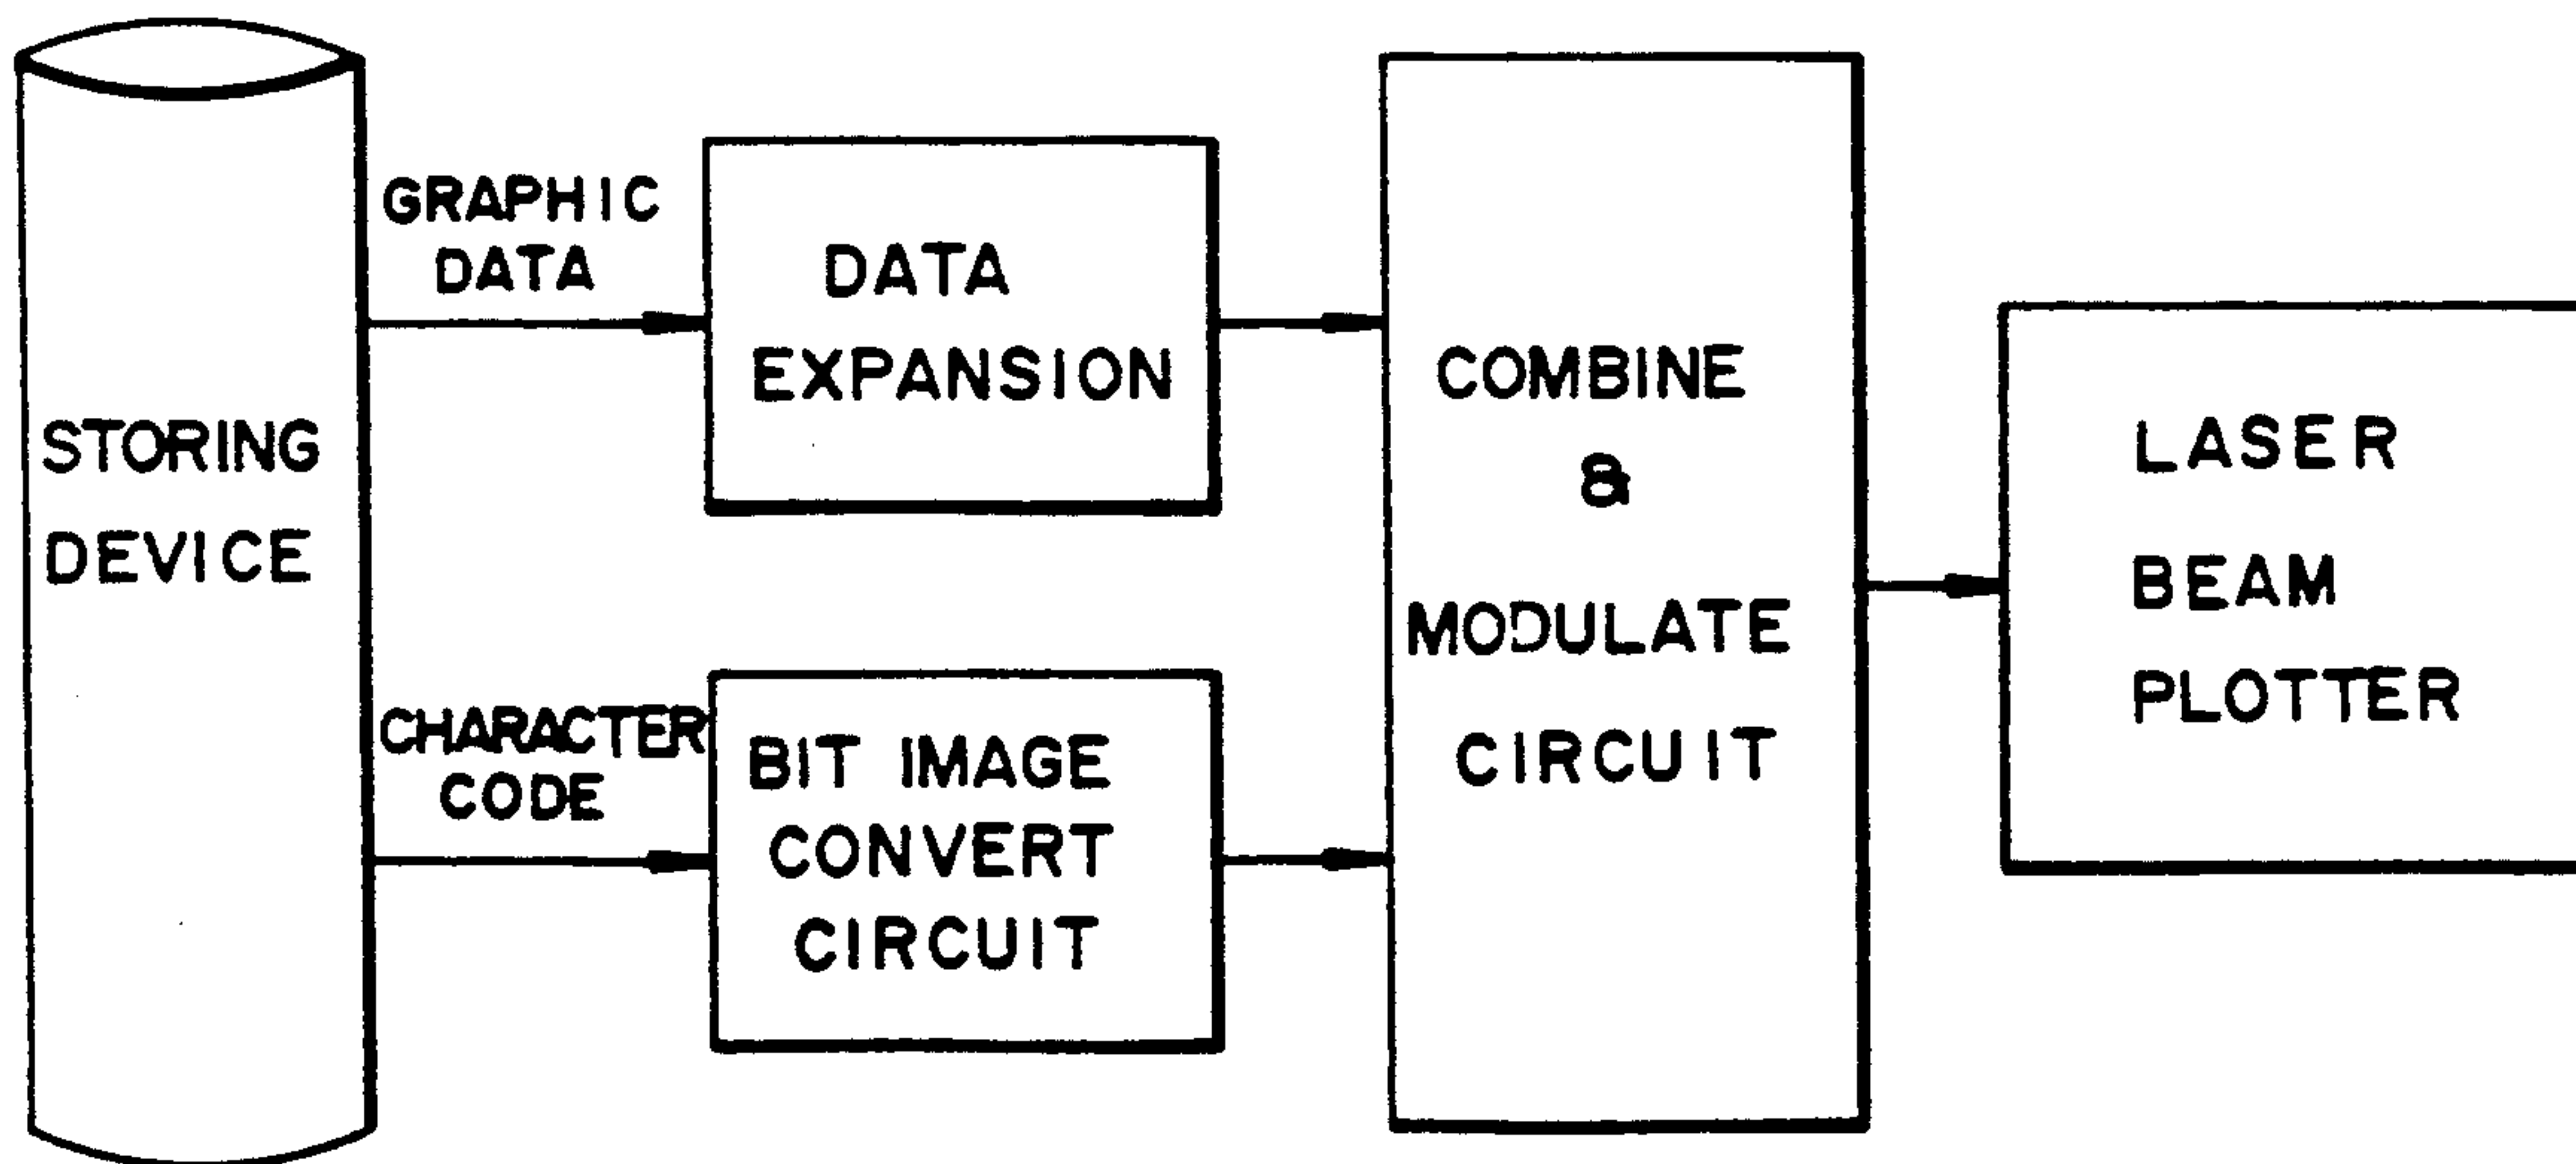 STORING
DEVICE
GRAPHIC
DATA
CHARACTER
CODE
DATA
EXPANSION
BIT IMAGE
CONVERT
CIRCUIT
COMBINE
&
MODULATE
CIRCUIT
LASER
BEAM
PLOTTER